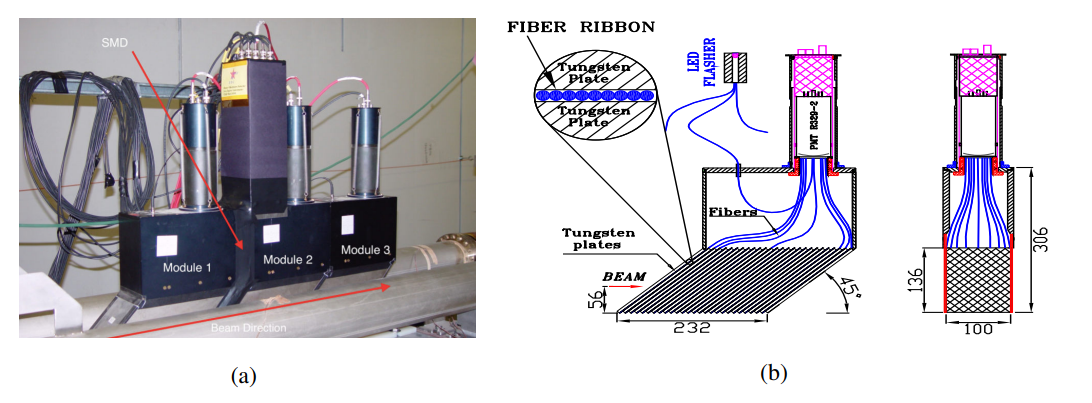 SMD
Module 1
Module 2
Module 3
Beam Direction
(a)
FIBER RIBBON
Tungsten
Plate
Tungsten
Plate
LED
FLASHER
PMT R329-2
Fibers
Tungsten
plates
BEAM
56
232
45°
136
306
100
(b)